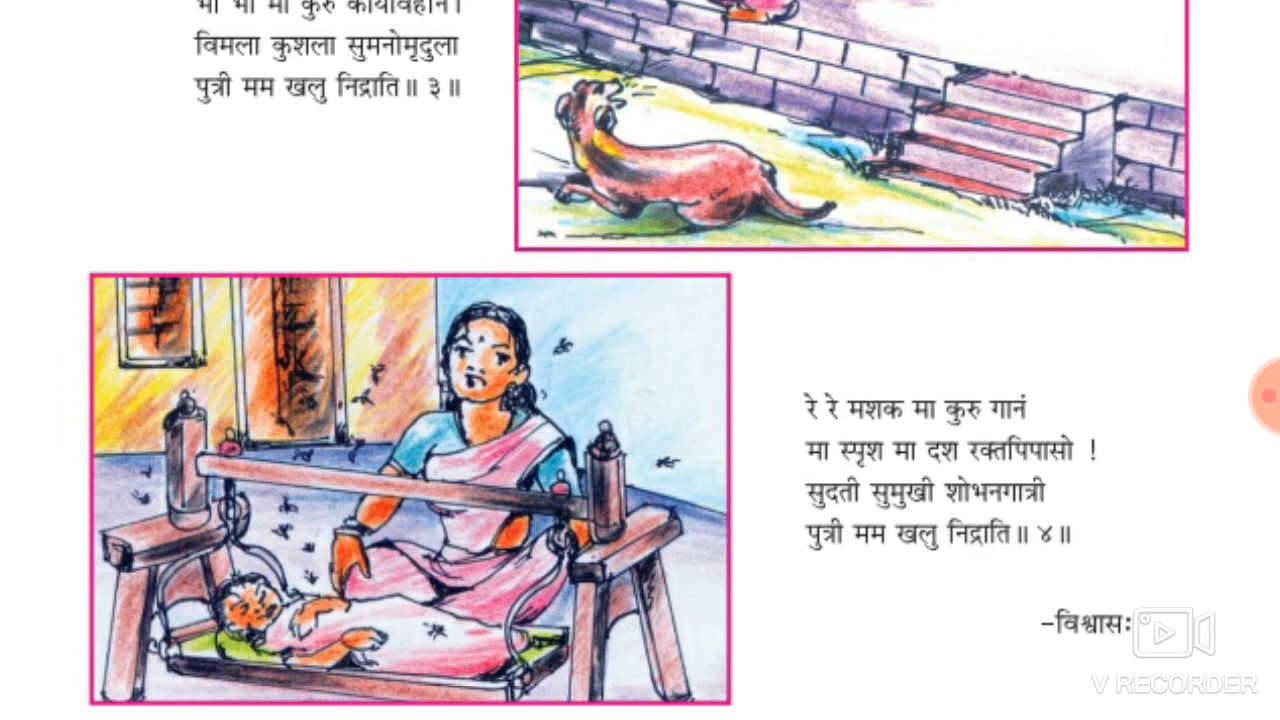 भो भो मा कुरु
विमला कुशला सुमनोमृदुला
पुत्री मम खलु निद्राति॥ ३॥
रे रे मशक मा कुरु गानं
मा स्पृश मा दश रक्तपिपासो !
सुदती सुमुखी शोभनगात्री
पुत्री मम खलु निद्राति॥ ४॥
–विश्वासः
V RECORDER